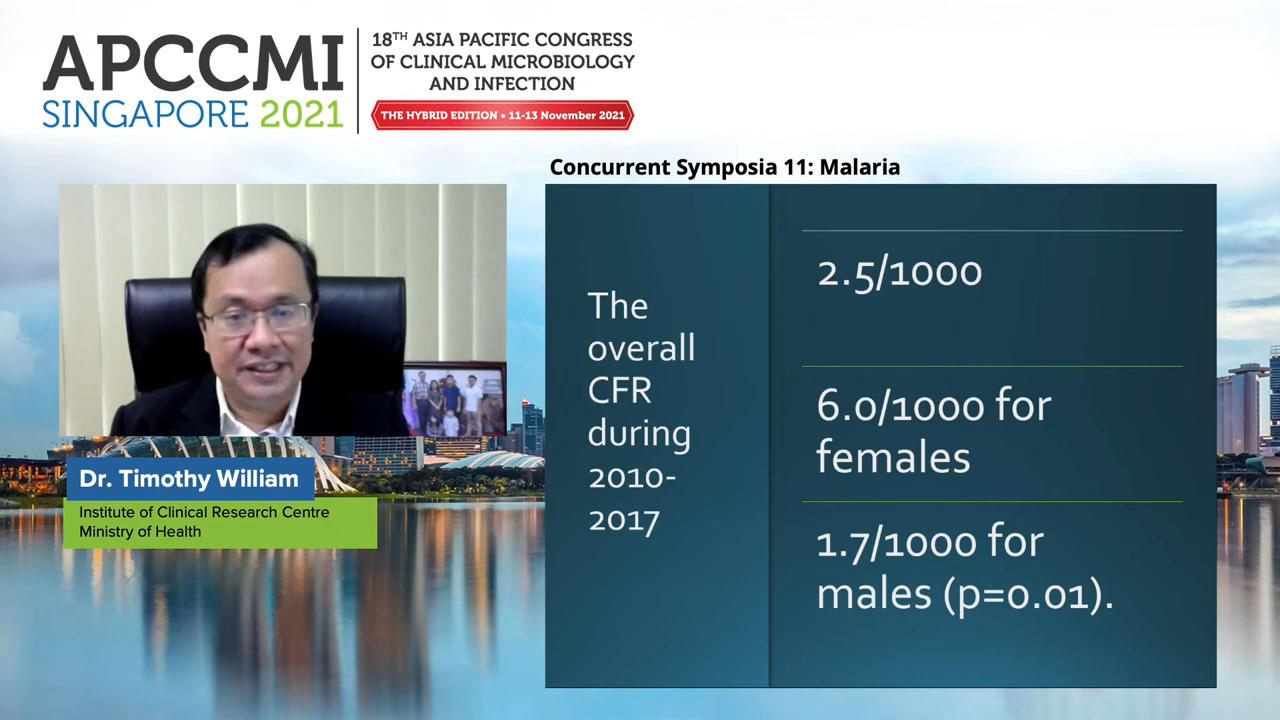 APCCMI
SINGAPORE 2021
18TH ASIA PACIFIC CONGRESS
OF CLINICAL MICROBIOLOGY
AND INFECTION
THE HYBRID EDITION • 11-13 November 2021
Concurrent Symposia 11: Malaria
The
overall
CFR
during
2010-
2017
2.5/1000
6.0/1000 for
females
1.7/1000 for
males (p=0.01).
Dr. Timothy William
Institute of Clinical Research Centre
Ministry of Health